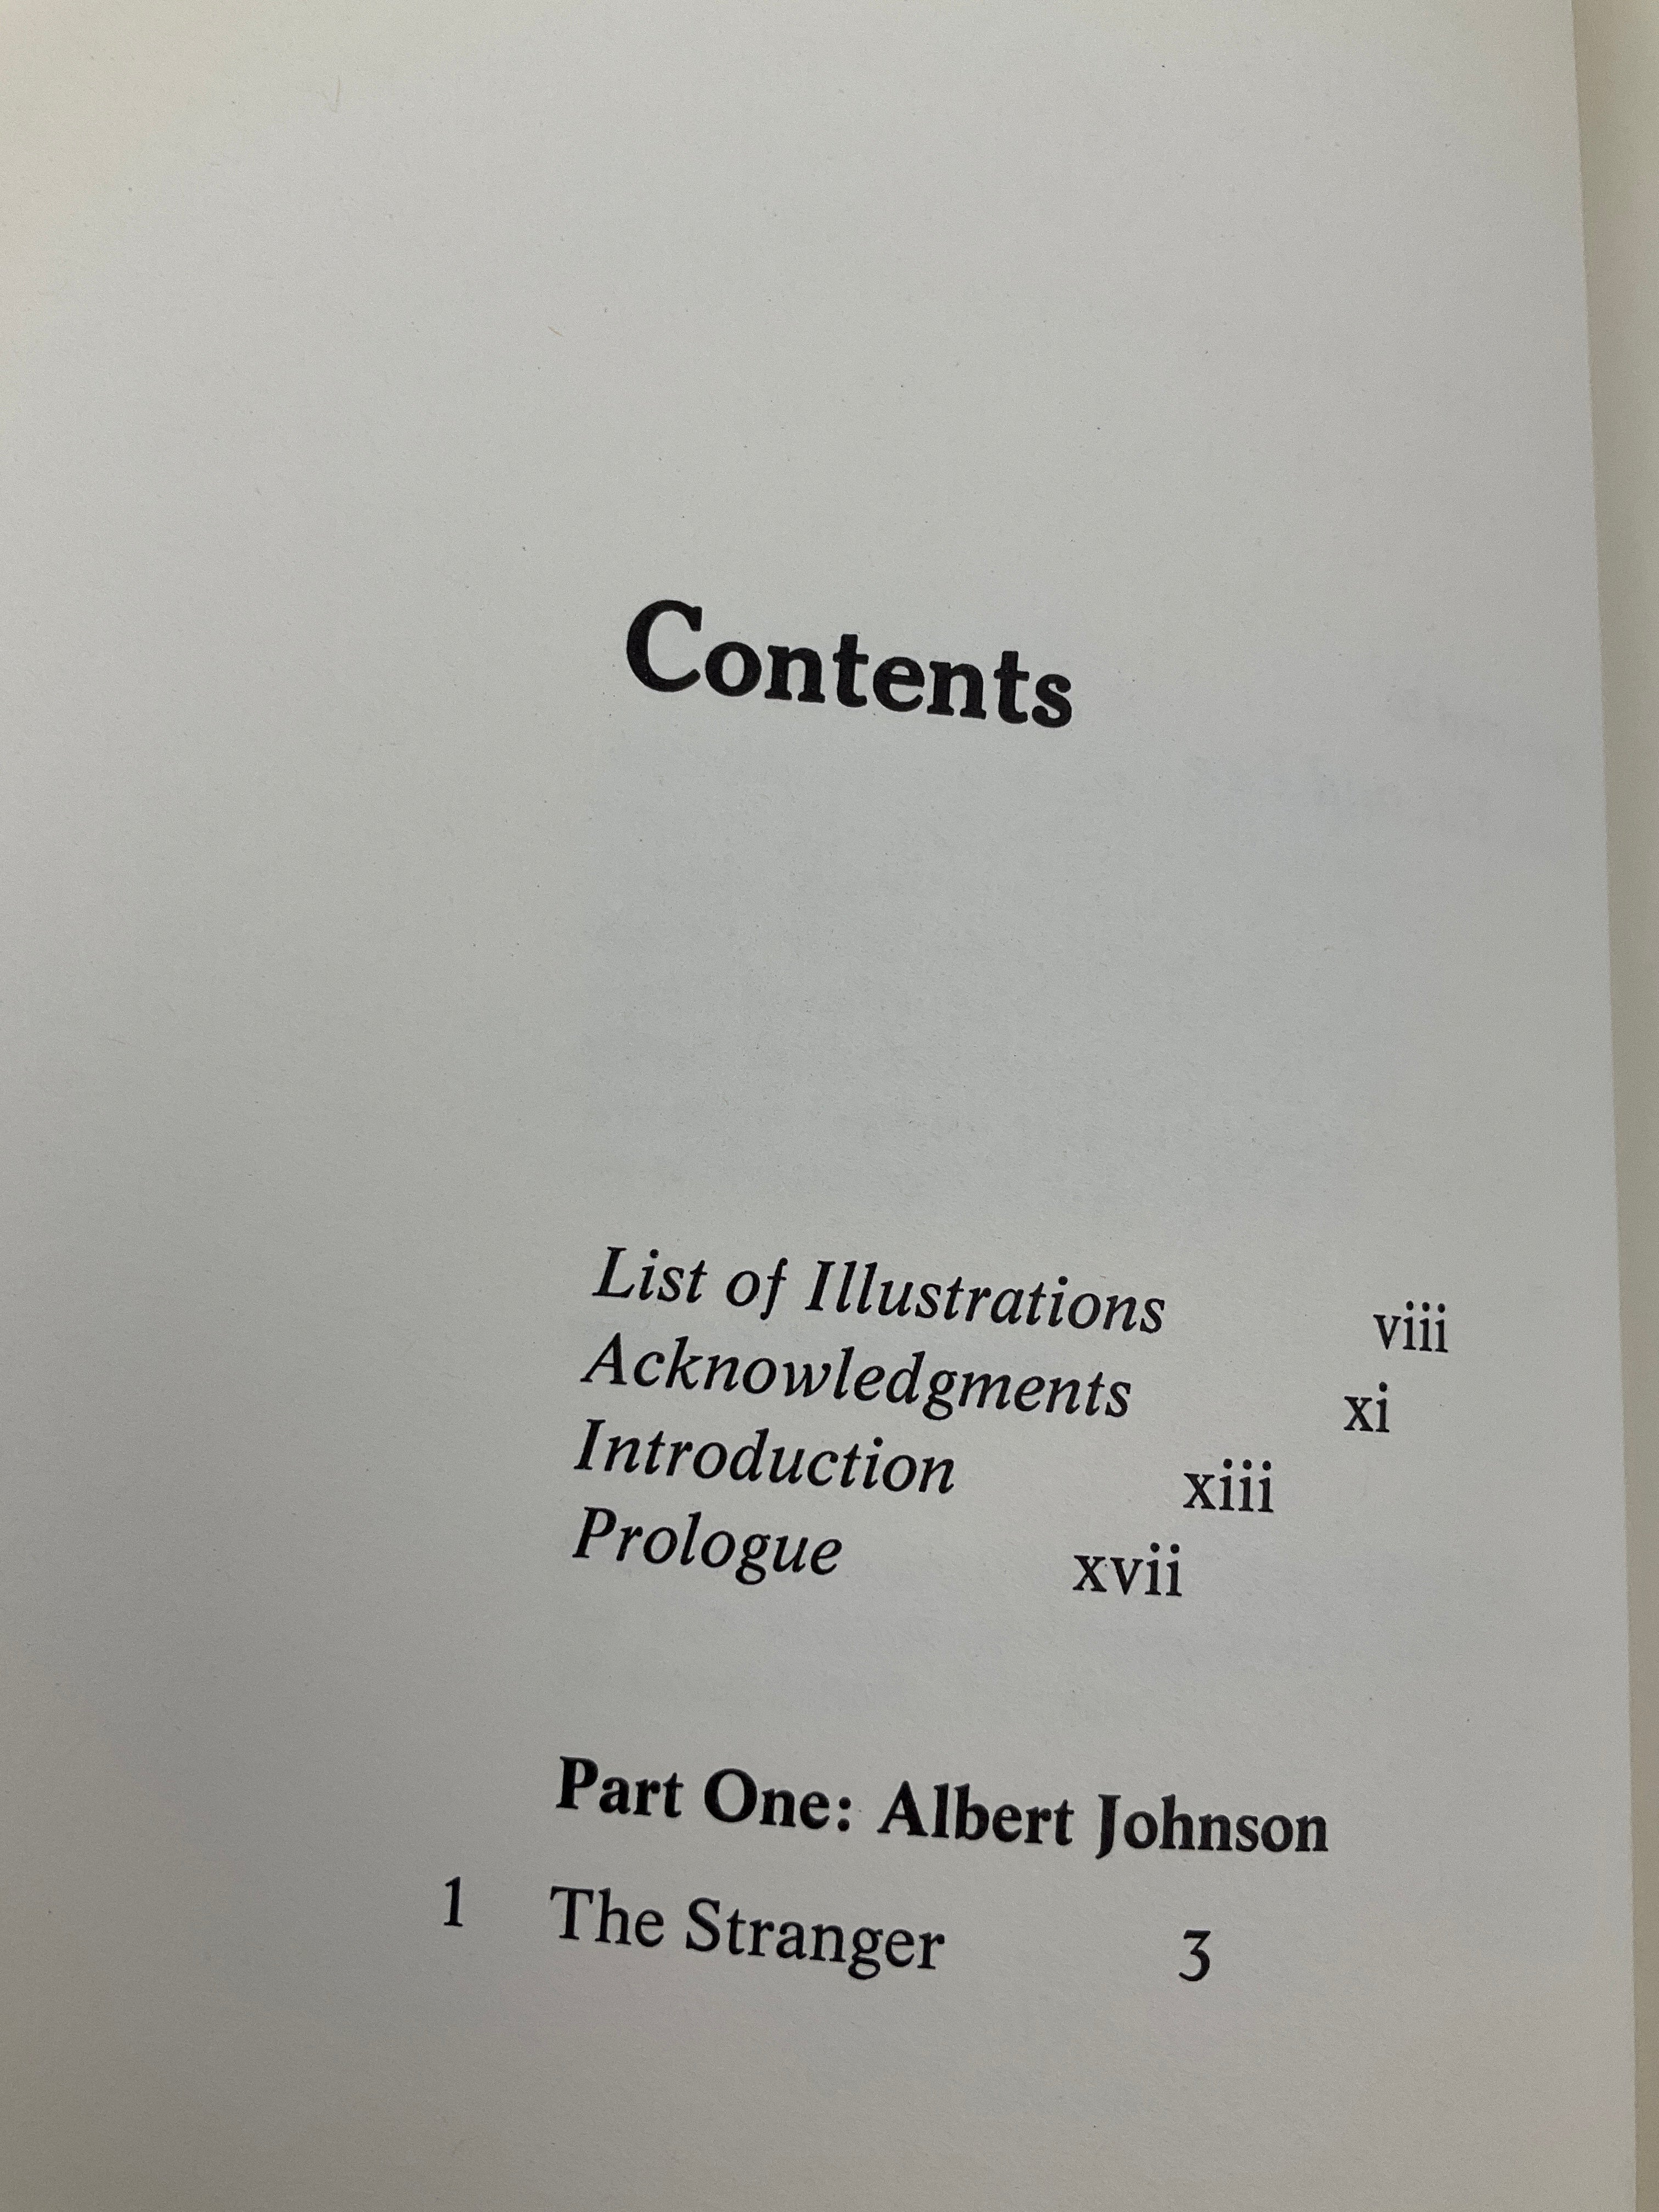 Contents
List of Illustrations viii
Acknowledgments xi
Introduction xiii
Prologue xvii
Part One: Albert Johnson
1 The Stranger 3